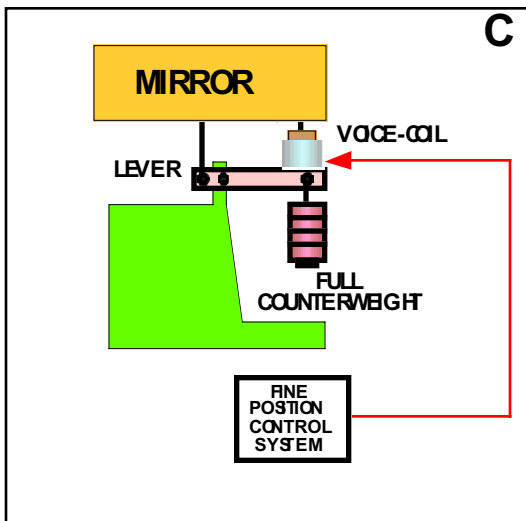 C
MIRROR
VOICE-COIL
LEVER
FULL
COUNTERWEIGHT
FINE
POSITION
CONTROL
SYSTEM